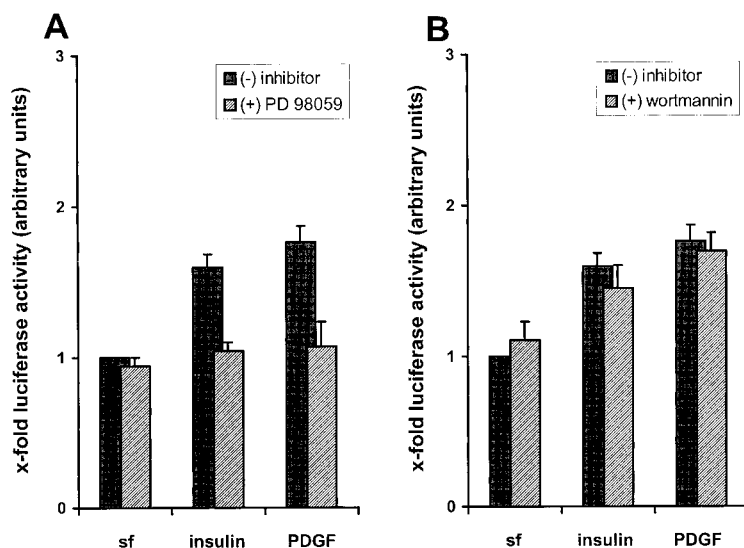 A
x-fold luciferase activity (arbitrary units)
3
2
1
0
(-) inhibitor
(+) PD 98059
sf
insulin
PDGF
B
x-fold luciferase activity (arbitrary units)
3
2
1
0
(-) inhibitor
(+) wortmannin
sf
insulin
PDGF